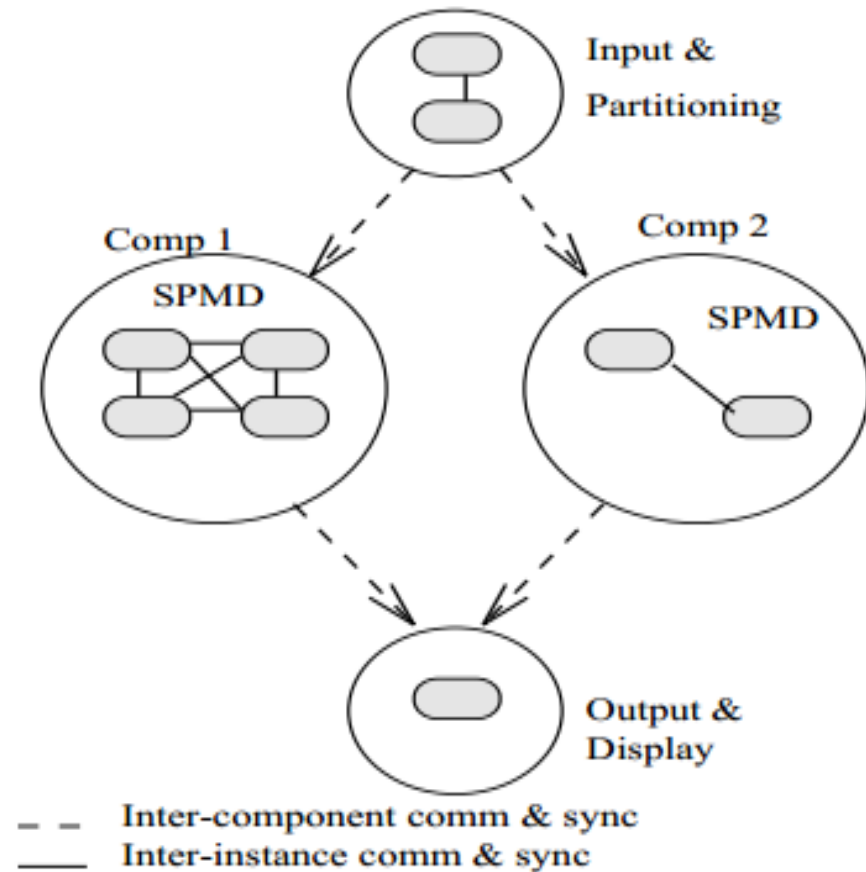 Input &
Partitioning
Comp 1
Comp 2
SPMD
SPMD
Output &
Display
Inter-component comm & sync
Inter-instance comm & sync